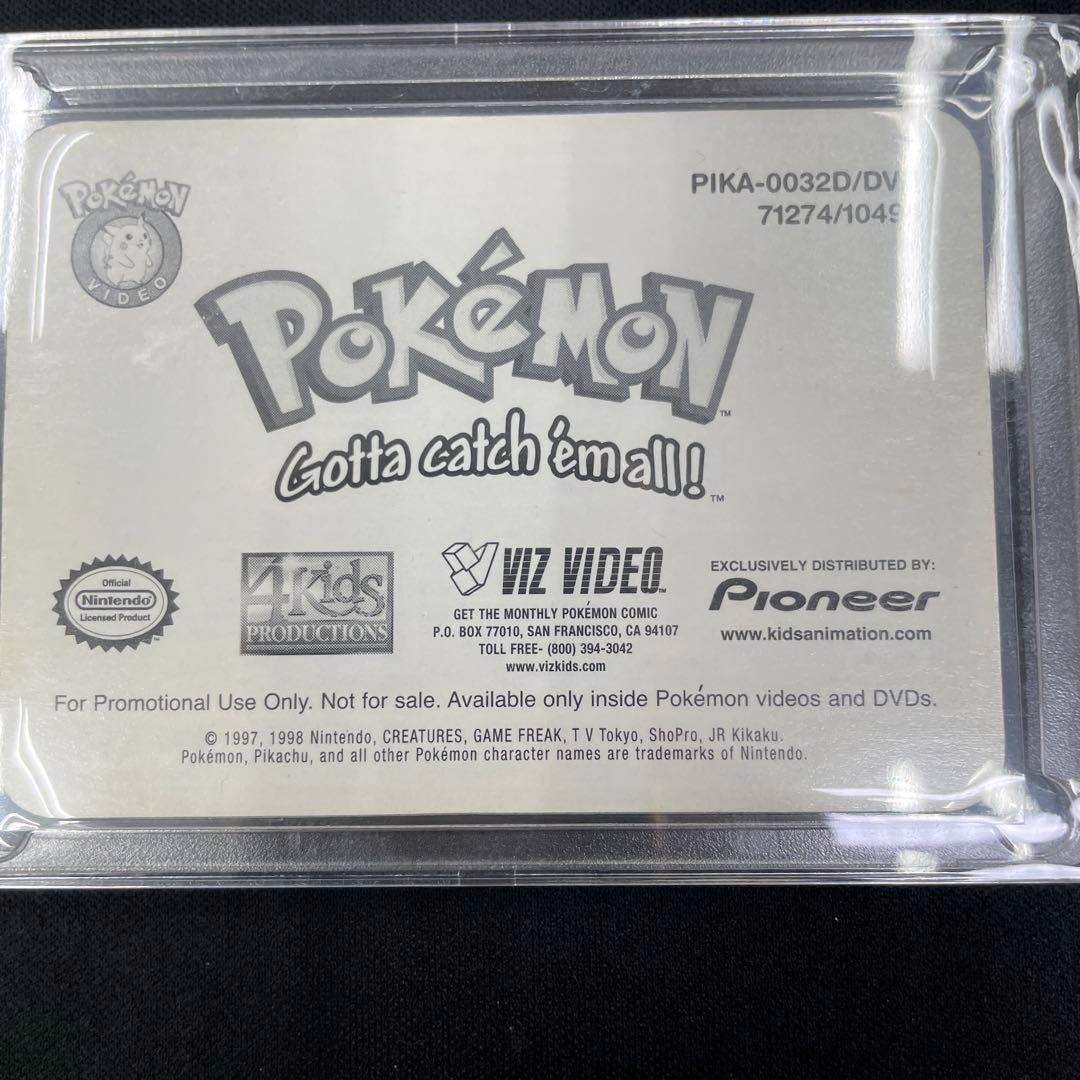 POKéMON
VIDEO
PIKA-0032D/DV
71274/1049
POKéMON™
Gotta catch 'em all!™
Official
Nintendo®
Licensed Product
™
4Kids
PRODUCTIONS
VIZ VIDEO™
GET THE MONTHLY POKÉMON COMIC
P.O. BOX 77010, SAN FRANCISCO, CA 94107
TOLL FREE- (800) 394-3042
www.vizkids.com
EXCLUSIVELY DISTRIBUTED BY:
Pioneer
www.kidsanimation.com
For Promotional Use Only. Not for sale. Available only inside Pokémon videos and DVDs.
© 1997, 1998 Nintendo, CREATURES, GAME FREAK, T V Tokyo, ShoPro, JR Kikaku.
Pokémon, Pikachu, and all other Pokémon character names are trademarks of Nintendo.